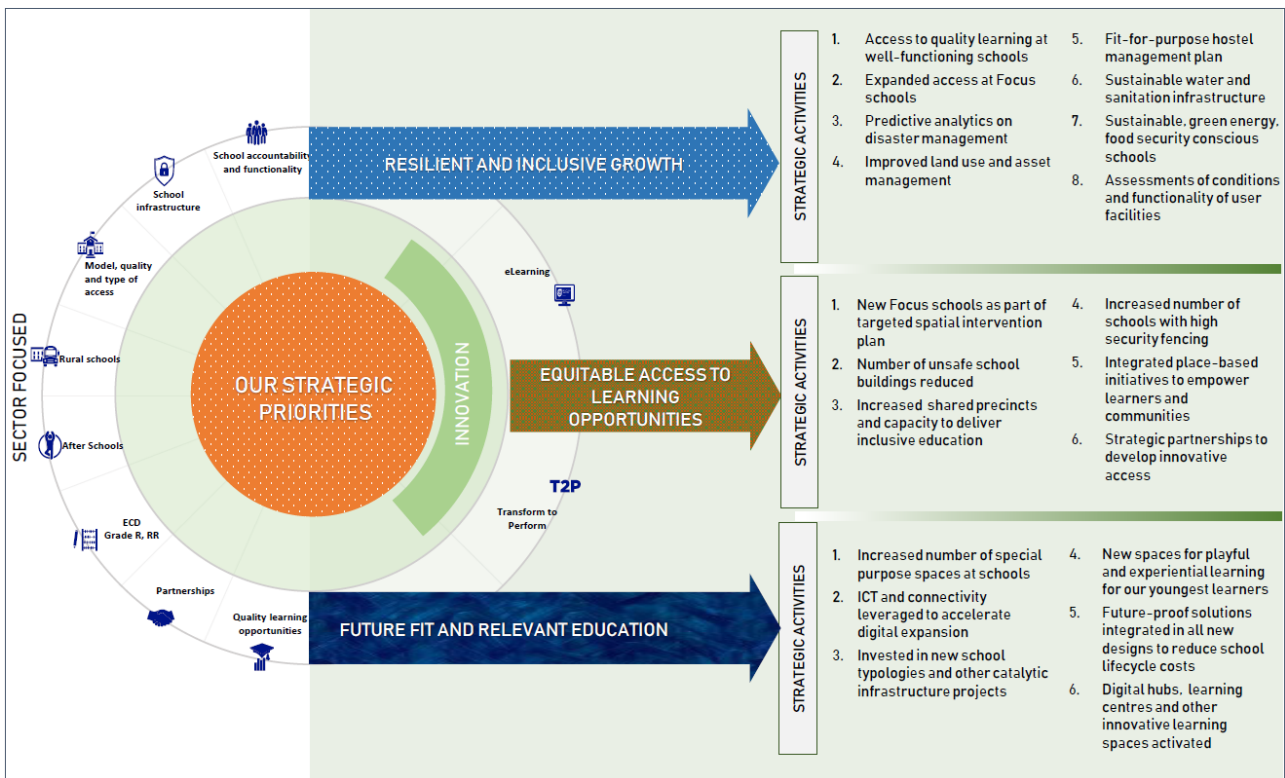 SECTOR FOCUSED
School accountability
and functionality
School
infrastructure
Model, quality
and type of
access
Rural schools
After Schools
ECD
Grade R, RR
Partnerships
Quality learning
opportunities
OUR STRATEGIC
PRIORITIES
INNOVATION
eLearning
T2P
Transform to
Perform
RESILIENT AND INCLUSIVE GROWTH
STRATEGIC ACTIVITIES
1. Access to quality learning at
well-functioning schools
2. Expanded access at Focus
schools
3. Predictive analytics on
disaster management
4. Improved land use and asset
management
5. Fit-for-purpose hostel
management plan
6. Sustainable water and
sanitation infrastructure
7. Sustainable, green energy,
food security conscious
schools
8. Assessments of conditions
and functionality of user
facilities
EQUITABLE ACCESS TO
LEARNING
OPPORTUNITIES
STRATEGIC ACTIVITIES
1. New Focus schools as part of
targeted spatial intervention
plan
2. Number of unsafe school
buildings reduced
3. Increased shared precincts
and capacity to deliver
inclusive education
4. Increased number of
schools with high
security fencing
5. Integrated place-based
initiatives to empower
learners and
communities
6. Strategic partnerships to
develop innovative
access
FUTURE FIT AND RELEVANT EDUCATION
STRATEGIC ACTIVITIES
1. Increased number of special
purpose spaces at schools
2. ICT and connectivity
leveraged to accelerate
digital expansion
3. Invested in new school
typologies and other catalytic
infrastructure projects
4. New spaces for playful
and experiential learning
for our youngest learners
5. Future-proof solutions
integrated in all new
designs to reduce school
lifecycle costs
6. Digital hubs, learning
centres and other
innovative learning
spaces activated